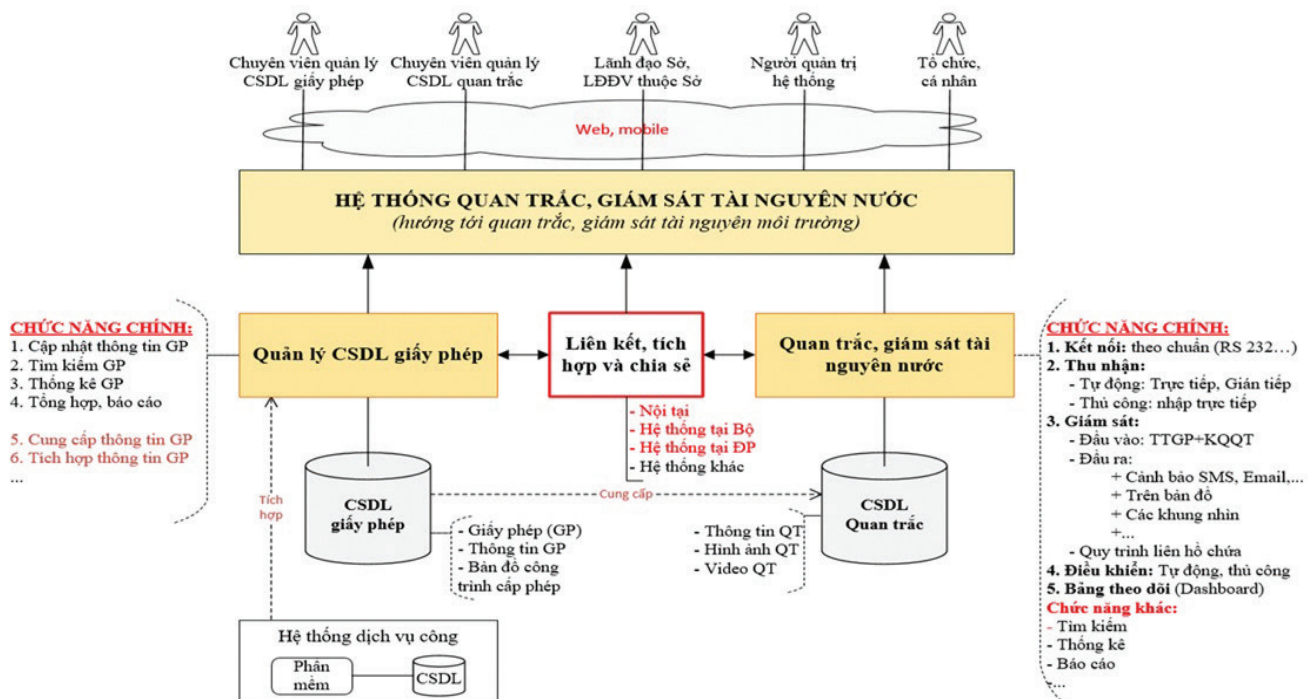 Chuyên viên quản lý
CSDL giấy phép
Chuyên viên quản lý
CSDL quan trắc
Lãnh đạo Sở,
LĐĐV thuộc Sở
Người quản trị
hệ thống
Tổ chức,
cá nhân
Web, mobile
HỆ THỐNG QUAN TRẮC, GIÁM SÁT TÀI NGUYÊN NƯỚC
(hướng tới quan trắc, giám sát tài nguyên môi trường)
CHỨC NĂNG CHÍNH:
1. Cập nhật thông tin GP
2. Tìm kiếm GP
3. Thống kê GP
4. Tổng hợp, báo cáo
5. Cung cấp thông tin GP
6. Tích hợp thông tin GP
...
Quản lý CSDL giấy phép
Liên kết, tích
hợp và chia sẻ
Quan trắc, giám sát tài
nguyên nước
- Nội tại
- Hệ thống tại Bộ
- Hệ thống tại ĐP
- Hệ thống khác
Tích
hợp
CSDL
giấy phép
Cung cấp
CSDL
Quan trắc
- Giấy phép (GP)
- Thông tin GP
- Bản đồ công
trình cấp phép
- Thông tin QT
- Hình ảnh QT
- Video QT
Hệ thống dịch vụ công
Phần
mềm
CSDL
CHỨC NĂNG CHÍNH:
1. Kết nối: theo chuẩn (RS 232...)
2. Thu nhận:
- Tự động: Trực tiếp, Gián tiếp
- Thủ công: nhập trực tiếp
3. Giám sát:
- Đầu vào: TTGP+KQQT
- Đầu ra:
+ Cảnh báo SMS, Email,...
+ Trên bản đồ
+ Các khung nhìn
+...
- Quy trình liên hồ chứa
4. Điều khiển: Tự động, thủ công
5. Bảng theo dõi (Dashboard)
Chức năng khác:
- Tìm kiếm
- Thống kê
- Báo cáo
-...